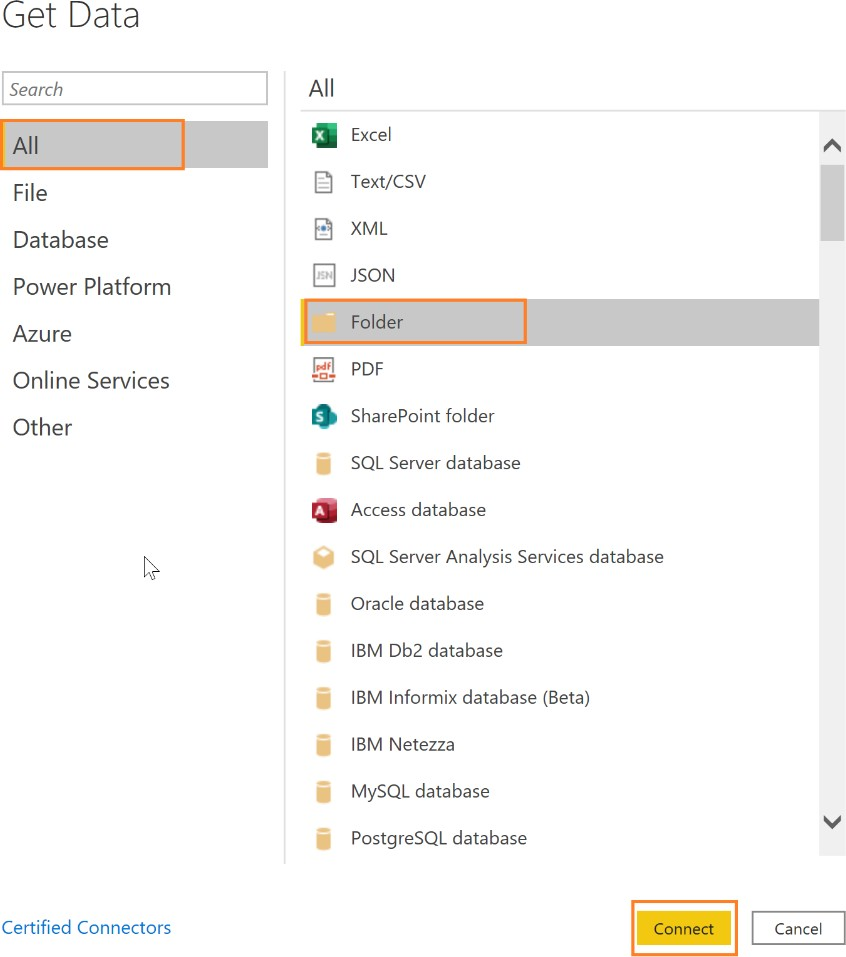 Get Data
Search
All
File
Database
Power Platform
Azure
Online Services
Other
All
Excel
Text/CSV
XML
JSN
JSON
Folder
pdf
PDF
S
SharePoint folder
SQL Server database
A
Access database
SQL Server Analysis Services database
Oracle database
IBM Db2 database
IBM Informix database (Beta)
IBM Netezza
MySQL database
PostgreSQL database
Certified Connectors
Connect
Cancel